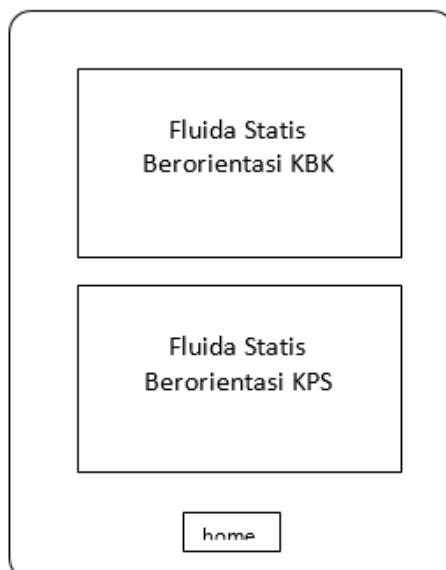 Fluida Statis
Berorientasi KBK
Fluida Statis
Berorientasi KPS
home